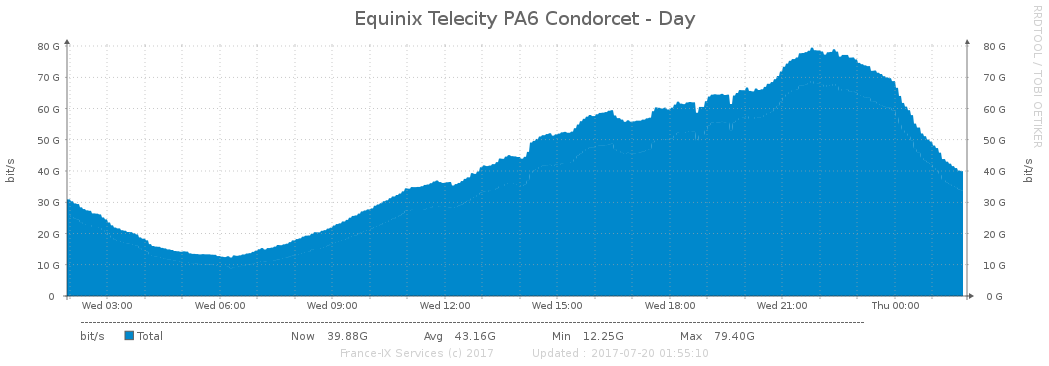 Equinix Telecity PA6 Condorcet - Day
RRDTOOL / TOBI OETIKER
bit/s
80 G
70 G
60 G
50 G
40 G
30 G
20 G
10 G
0
80 G
70 G
60 G
50 G
40 G
30 G
20 G
10 G
0 G
bit/s
Wed 03:00 Wed 06:00 Wed 09:00 Wed 12:00 Wed 15:00 Wed 18:00 Wed 21:00 Thu 00:00
bit/s Total Now 39.88G Avg 43.16G Min 12.25G Max 79.40G
France-IX Services (c) 2017 Updated : 2017-07-20 01:55:10